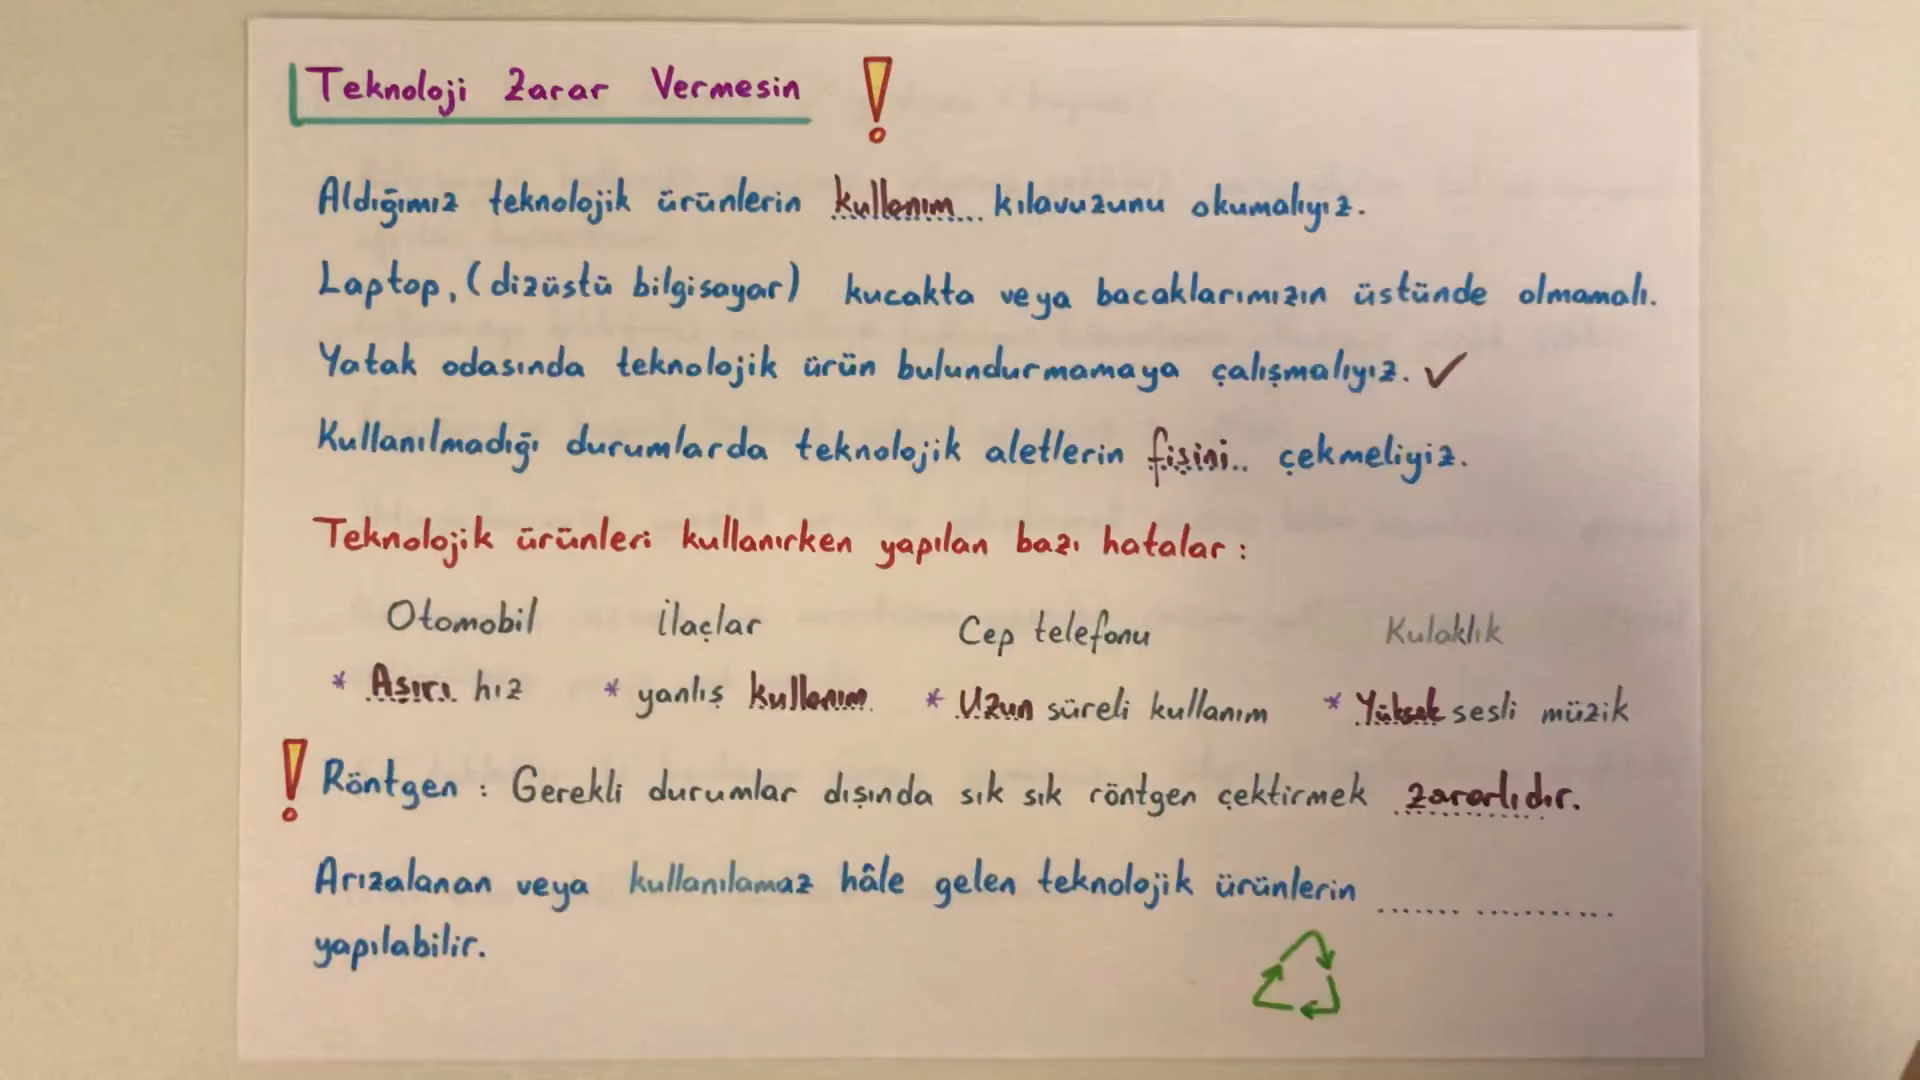 Teknoloji Zarar Vermesin !
Aldığımız teknolojik ürünlerin kullanım... kılavuzunu okumalıyız.
Laptop, (dizüstü bilgisayar) kucakta veya bacaklarımızın üstünde olmamalı.
Yatak odasında teknolojik ürün bulundurmamaya çalışmalıyız. ✓
Kullanılmadığı durumlarda teknolojik aletlerin fişini.. çekmeliyiz.
Teknolojik ürünleri kullanırken yapılan bazı hatalar :
Otomobil İlaçlar Cep telefonu Kulaklık
* Aşırı hız * yanlış kullanım * Uzun süreli kullanım * Yüksek sesli müzik
! Röntgen : Gerekli durumlar dışında sık sık röntgen çektirmek zararlıdır.
Arızalanan veya kullanılamaz hâle gelen teknolojik ürünlerin ....... ..........
yapılabilir.